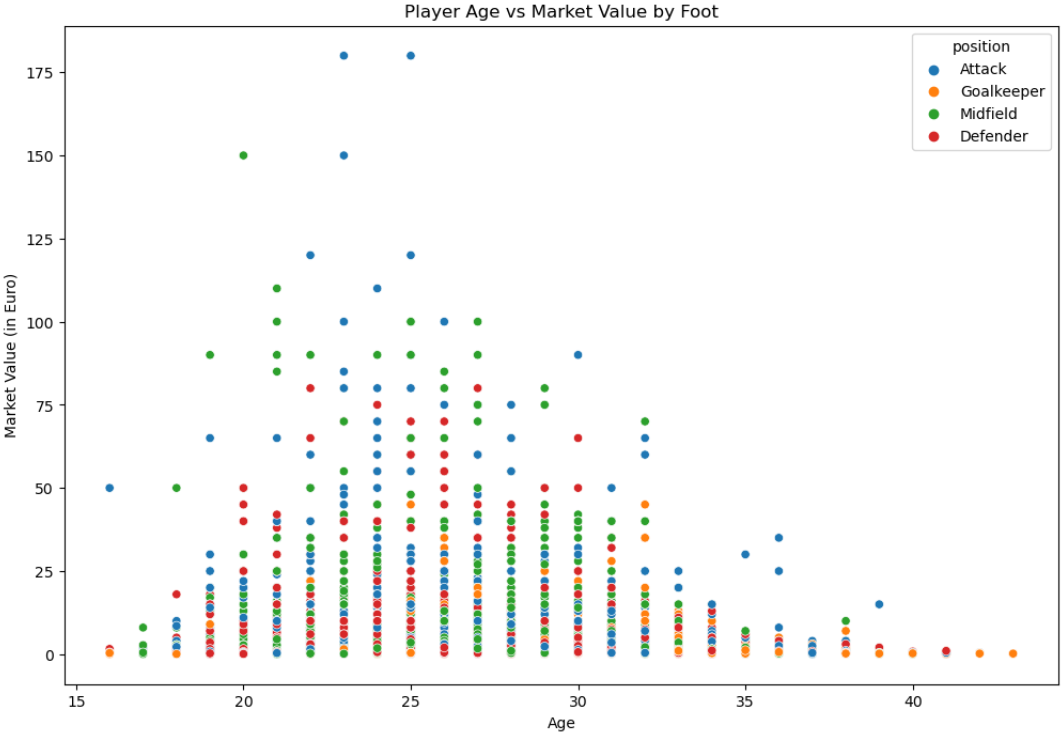 Player Age vs Market Value by Foot
position
Attack
Goalkeeper
Midfield
Defender
Market Value (in Euro)
175
150
125
100
75
50
25
0
15
20
25
30
35
40
Age